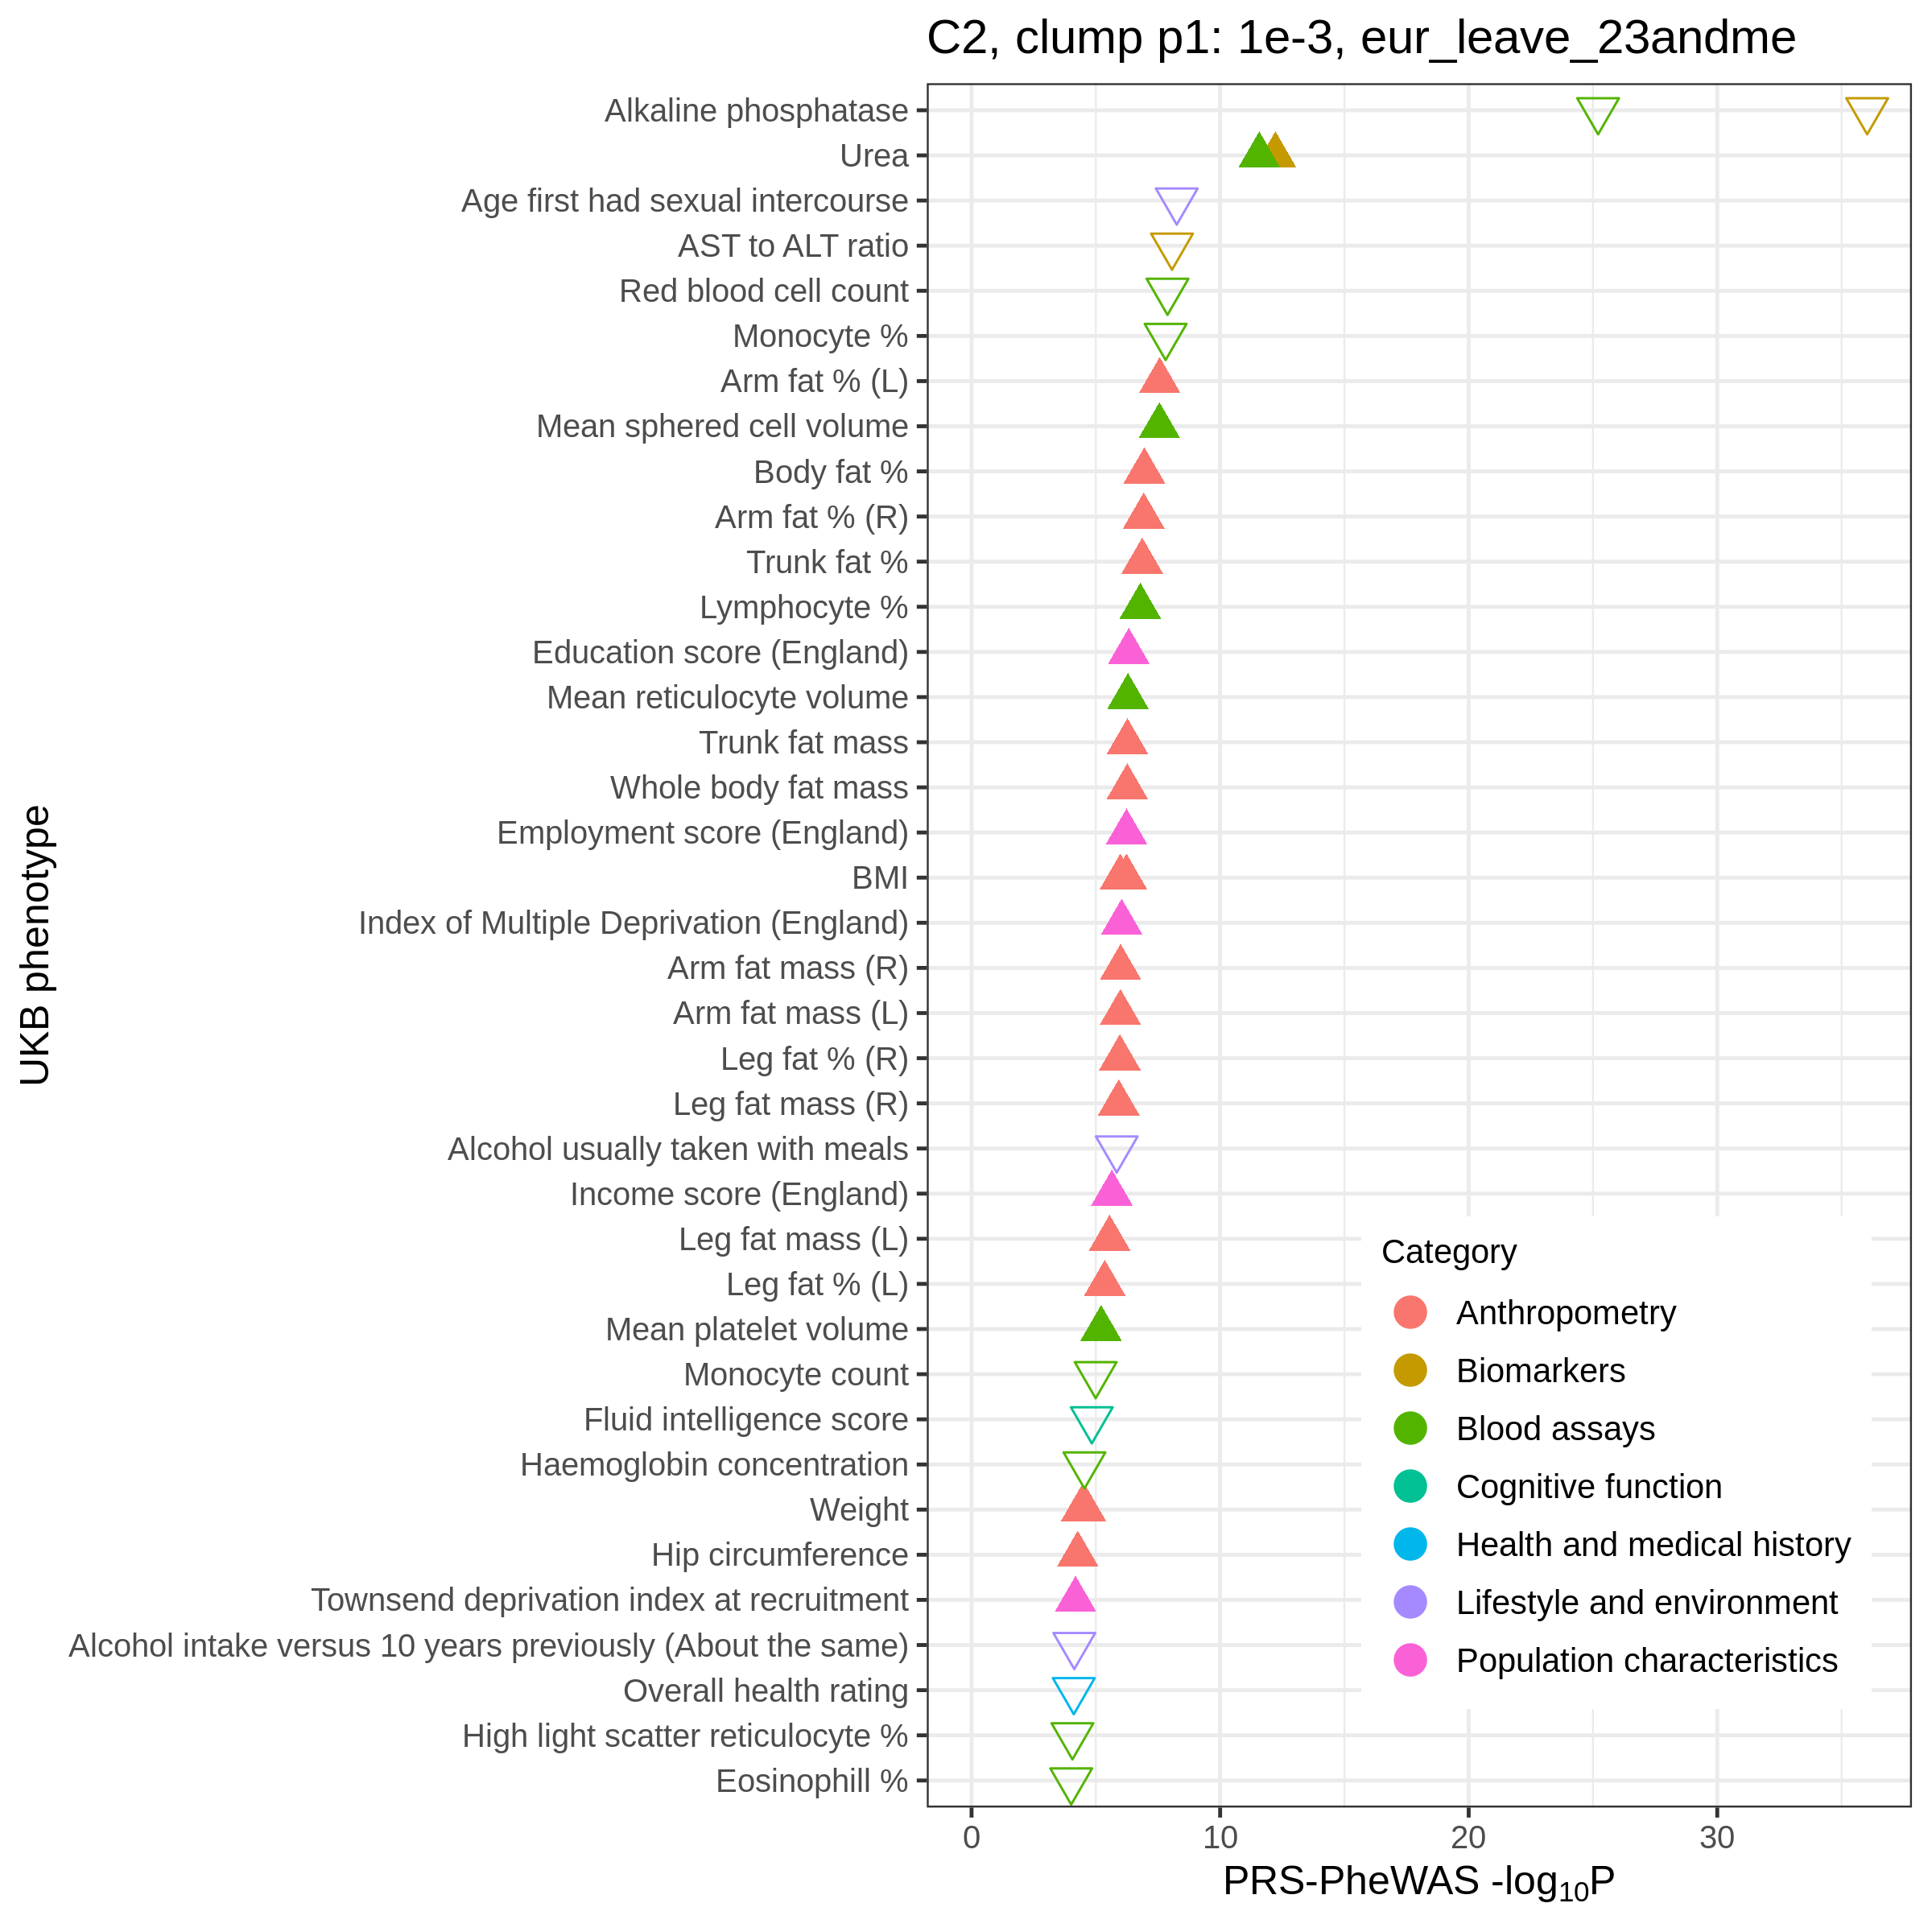 C2, clump p1: 1e-3, eur_leave_23andme
Alkaline phosphatase
Urea
Age first had sexual intercourse
AST to ALT ratio
Red blood cell count
Monocyte %
Arm fat % (L)
Mean sphered cell volume
Body fat %
Arm fat % (R)
Trunk fat %
Lymphocyte %
Education score (England)
Mean reticulocyte volume
Trunk fat mass
Whole body fat mass
Employment score (England)
BMI
Index of Multiple Deprivation (England)
Arm fat mass (R)
Arm fat mass (L)
Leg fat % (R)
Leg fat mass (R)
Alcohol usually taken with meals
Income score (England)
Leg fat mass (L)
Leg fat % (L)
Mean platelet volume
Monocyte count
Fluid intelligence score
Haemoglobin concentration
Weight
Hip circumference
Townsend deprivation index at recruitment
Alcohol intake versus 10 years previously (About the same)
Overall health rating
High light scatter reticulocyte %
Eosinophill %
UKB phenotype
Category
Anthropometry
Biomarkers
Blood assays
Cognitive function
Health and medical history
Lifestyle and environment
Population characteristics
0 10 20 30
PRS-PheWAS -log₁₀P